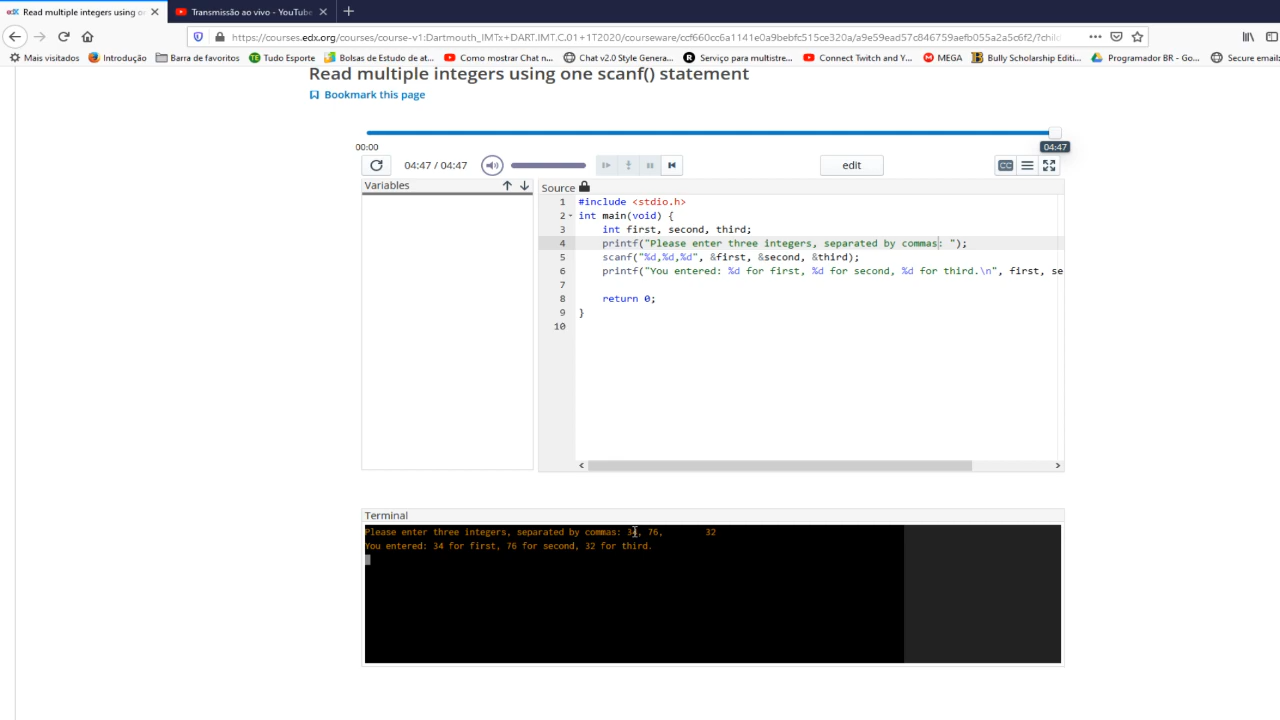 Read multiple integers using o
Transmissão ao vivo - YouTube
https://courses.edx.org/courses/course-v1:Dartmouth_IMTx+DART.IMT.C.01+1T2020/courseware/ccf660cc6a1141e0a9bebfc515ce320a/a9e59ead57c846759aef b055a2a5c6f2/?chilc
Mais visitados
Introdução
Barra de favoritos
TE Tudo Esporte
Bolsas de Estudo de at...
Como mostrar Chat n...
Chat v2.0 Style Genera...
R Serviço para multistre...
Connect Twitch and Y...
M MEGA
B Bully Scholarship Editi...
Programador BR - Go...
Secure email:
Read multiple integers using one scanf() statement
Bookmark this page
00:00
04:47
04:47 / 04:47
edit
CC
Variables
Source
1 #include <stdio.h>
2 int main(void) {
3 int first, second, third;
4 printf("Please enter three integers, separated by commas: ");
5 scanf("%d,%d,%d", &first, &second, &third);
6 printf("You entered: %d for first, %d for second, %d for third.\n", first, se
7
8 return 0;
9 }
10
Terminal
Please enter three integers, separated by commas: 34, 76, 32
You entered: 34 for first, 76 for second, 32 for third.